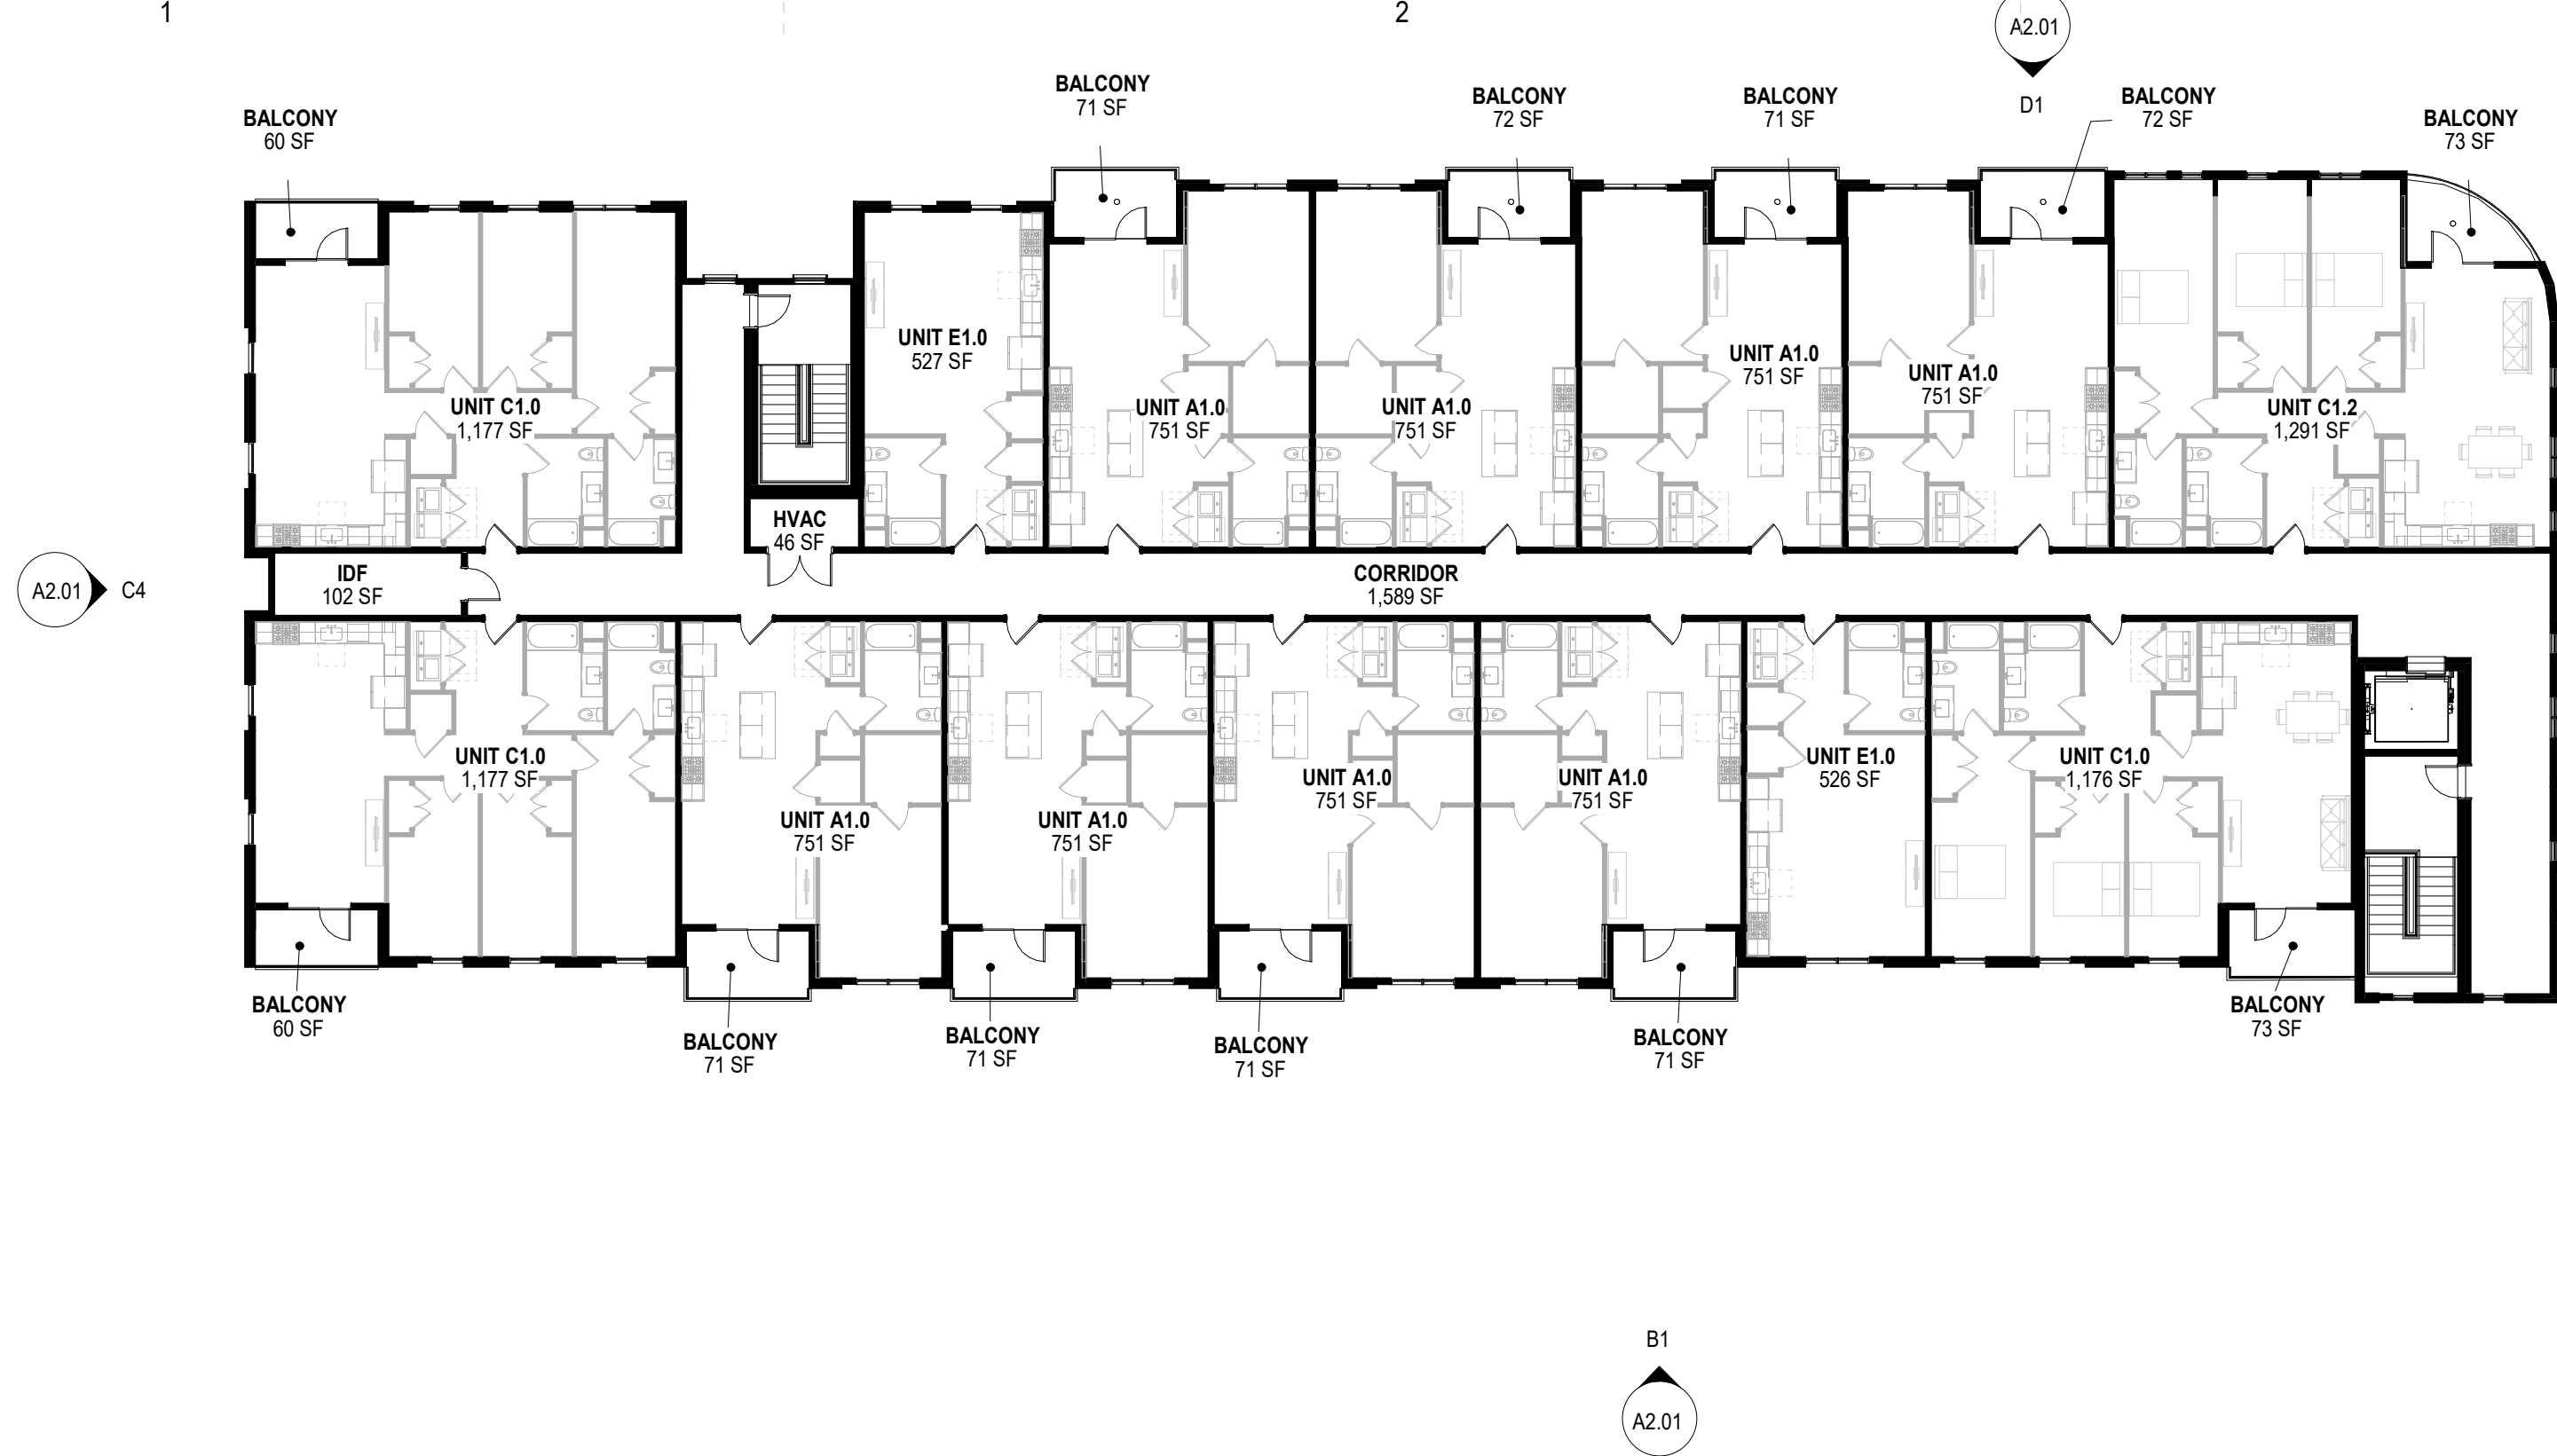 1
2
A2.01
D1
BALCONY
60 SF
BALCONY
71 SF
BALCONY
72 SF
BALCONY
71 SF
BALCONY
72 SF
BALCONY
73 SF
UNIT C1.0
1,177 SF
UNIT E1.0
527 SF
UNIT A1.0
751 SF
UNIT A1.0
751 SF
UNIT A1.0
751 SF
UNIT A1.0
751 SF
UNIT C1.2
1,291 SF
HVAC
46 SF
A2.01
C4
IDF
102 SF
CORRIDOR
1,589 SF
UNIT C1.0
1,177 SF
UNIT A1.0
751 SF
UNIT A1.0
751 SF
UNIT A1.0
751 SF
UNIT A1.0
751 SF
UNIT E1.0
526 SF
UNIT C1.0
1,176 SF
BALCONY
60 SF
BALCONY
71 SF
BALCONY
71 SF
BALCONY
71 SF
BALCONY
71 SF
BALCONY
73 SF
B1
A2.01